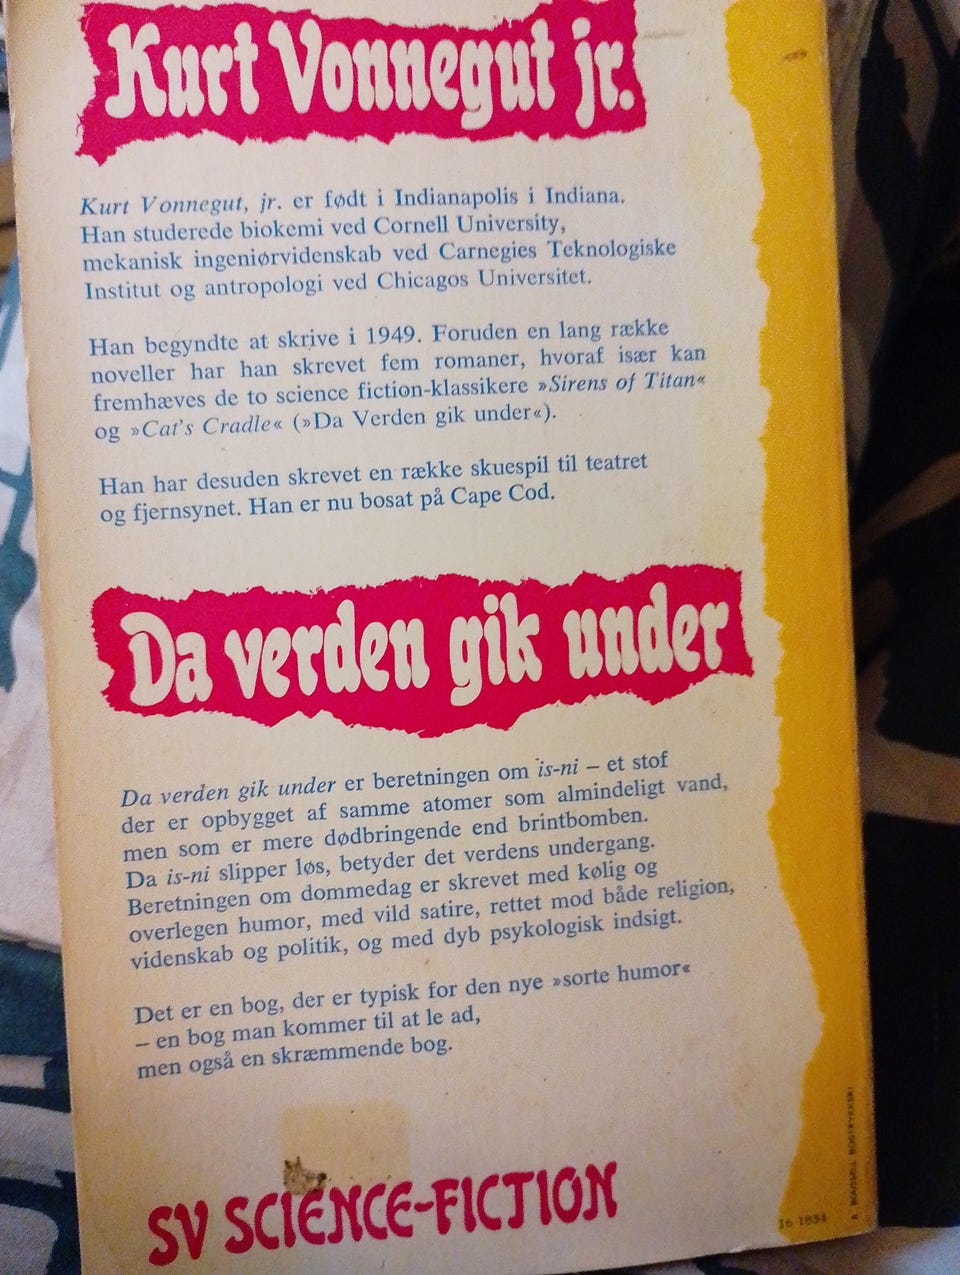 Kurt Vonnegut jr.
Kurt Vonnegut, jr. er født i Indianapolis i Indiana.
Han studerede biokemi ved Cornell University,
mekanisk ingeniørvidenskab ved Carnegies Teknologiske
Institut og antropologi ved Chicagos Universitet.
Han begyndte at skrive i 1949. Foruden en lang række
noveller har han skrevet fem romaner, hvoraf især kan
fremhæves de to science fiction-klassikere »Sirens of Titan«
og »Cat's Cradle« (»Da Verden gik under«).
Han har desuden skrevet en række skuespil til teatret
og fjernsynet. Han er nu bosat på Cape Cod.
Da verden gik under
Da verden gik under er beretningen om is-ni – et stof
der er opbygget af samme atomer som almindeligt vand,
men som er mere dødbringende end brintbomben.
Da is-ni slipper løs, betyder det verdens undergang.
Beretningen om dommedag er skrevet med kølig og
overlegen humor, med vild satire, rettet mod både religion,
videnskab og politik, og med dyb psykologisk indsigt.
Det er en bog, der er typisk for den nye »sorte humor«
– en bog man kommer til at le ad,
men også en skræmmende bog.
SV SCIENCE-FICTION
16 1834